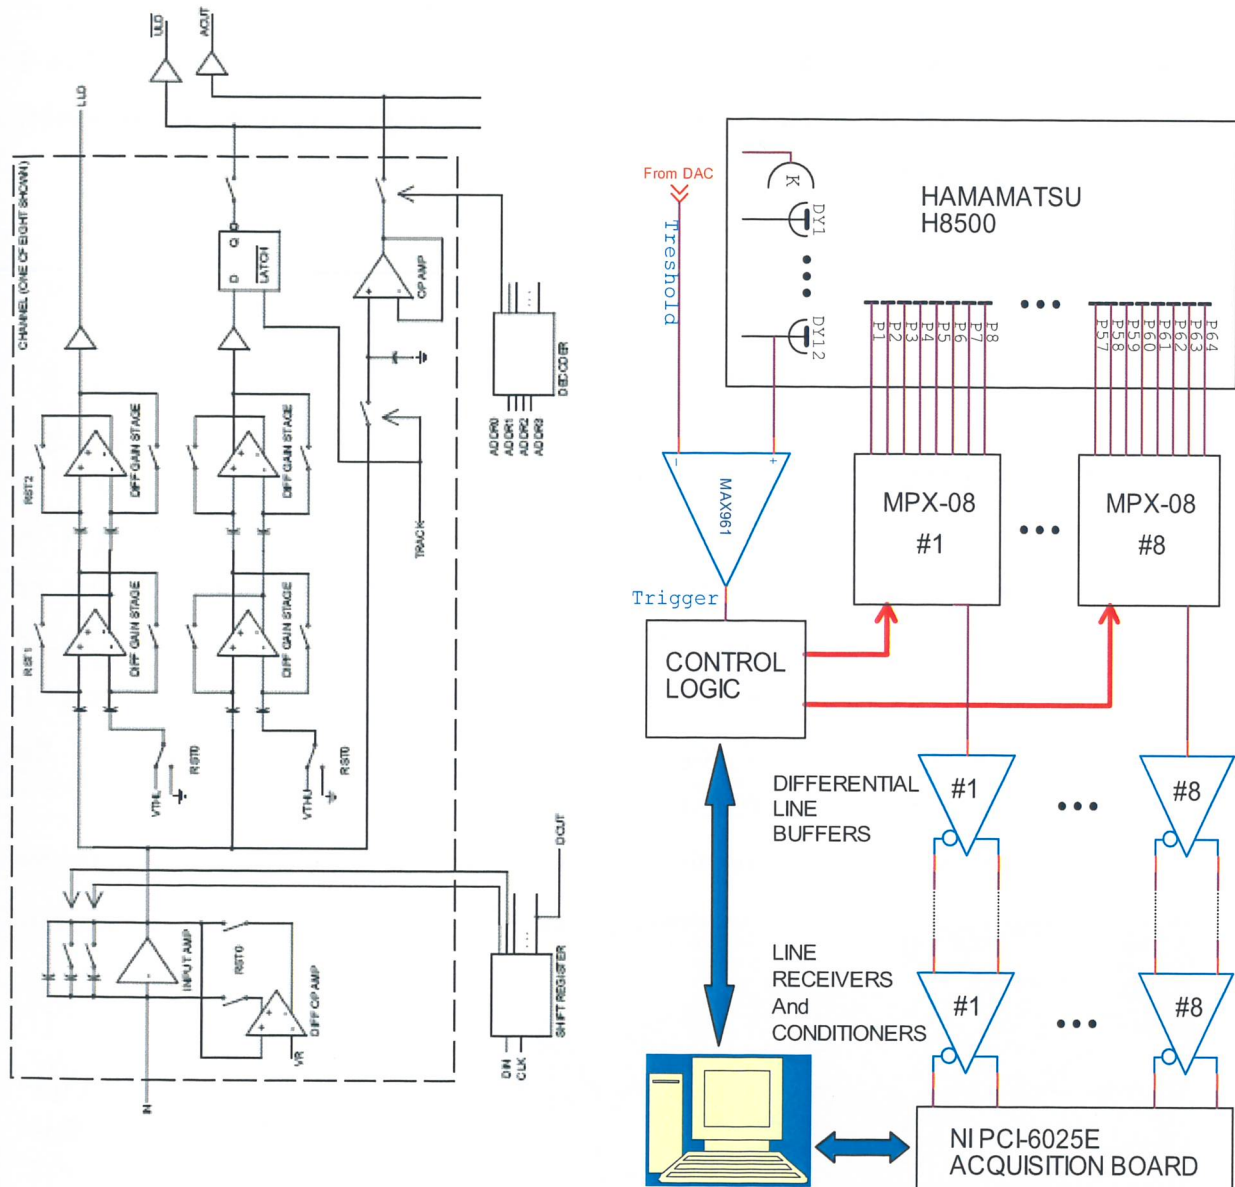 ULD
AOUT
LLD
CHANNEL (ONE OF EIGHT SHOWN)
D
Q
LATCH
OP AMP
DECODER
ADDR0
ADDR1
ADDR2
ADDR3
RST2
DIFF GAIN STAGE
DIFF GAIN STAGE
TRACK
RST1
DIFF GAIN STAGE
DIFF GAIN STAGE
VTHL
RST0
VTHU
RST0
DOUT
INPUT AMP
RST0
DIFF OP AMP
VR
SHIFT REGISTER
DIN
CLK
IN
From DAC
Treshold
K
DY1
DY12
HAMAMATSU
H8500
P1
P2
P3
P4
P5
P6
P7
P8
P57
P58
P59
P60
P61
P62
P63
P64
MAX961
Trigger
MPX-08
#1
MPX-08
#8
CONTROL
LOGIC
DIFFERENTIAL
LINE
BUFFERS
#1
#8
LINE
RECEIVERS
And
CONDITIONERS
#1
#8
NI PCI-6025E
ACQUISITION BOARD